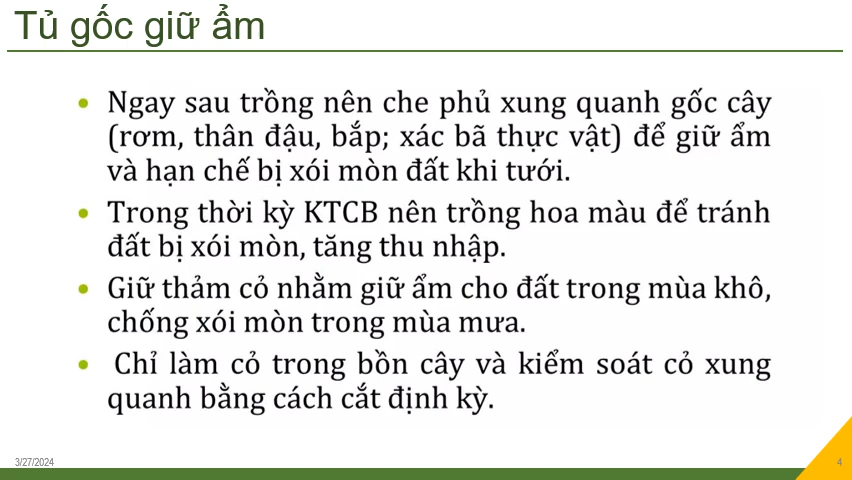 Tủ gốc giữ ẩm
• Ngay sau trồng nên che phủ xung quanh gốc cây
(rơm, thân đậu, bắp; xác bã thực vật) để giữ ẩm
và hạn chế bị xói mòn đất khi tưới.
• Trong thời kỳ KTCB nên trồng hoa màu để tránh
đất bị xói mòn, tăng thu nhập.
• Giữ thảm cỏ nhằm giữ ẩm cho đất trong mùa khô,
chống xói mòn trong mùa mưa.
• Chỉ làm cỏ trong bồn cây và kiểm soát cỏ xung
quanh bằng cách cắt định kỳ.
3/27/2024
4